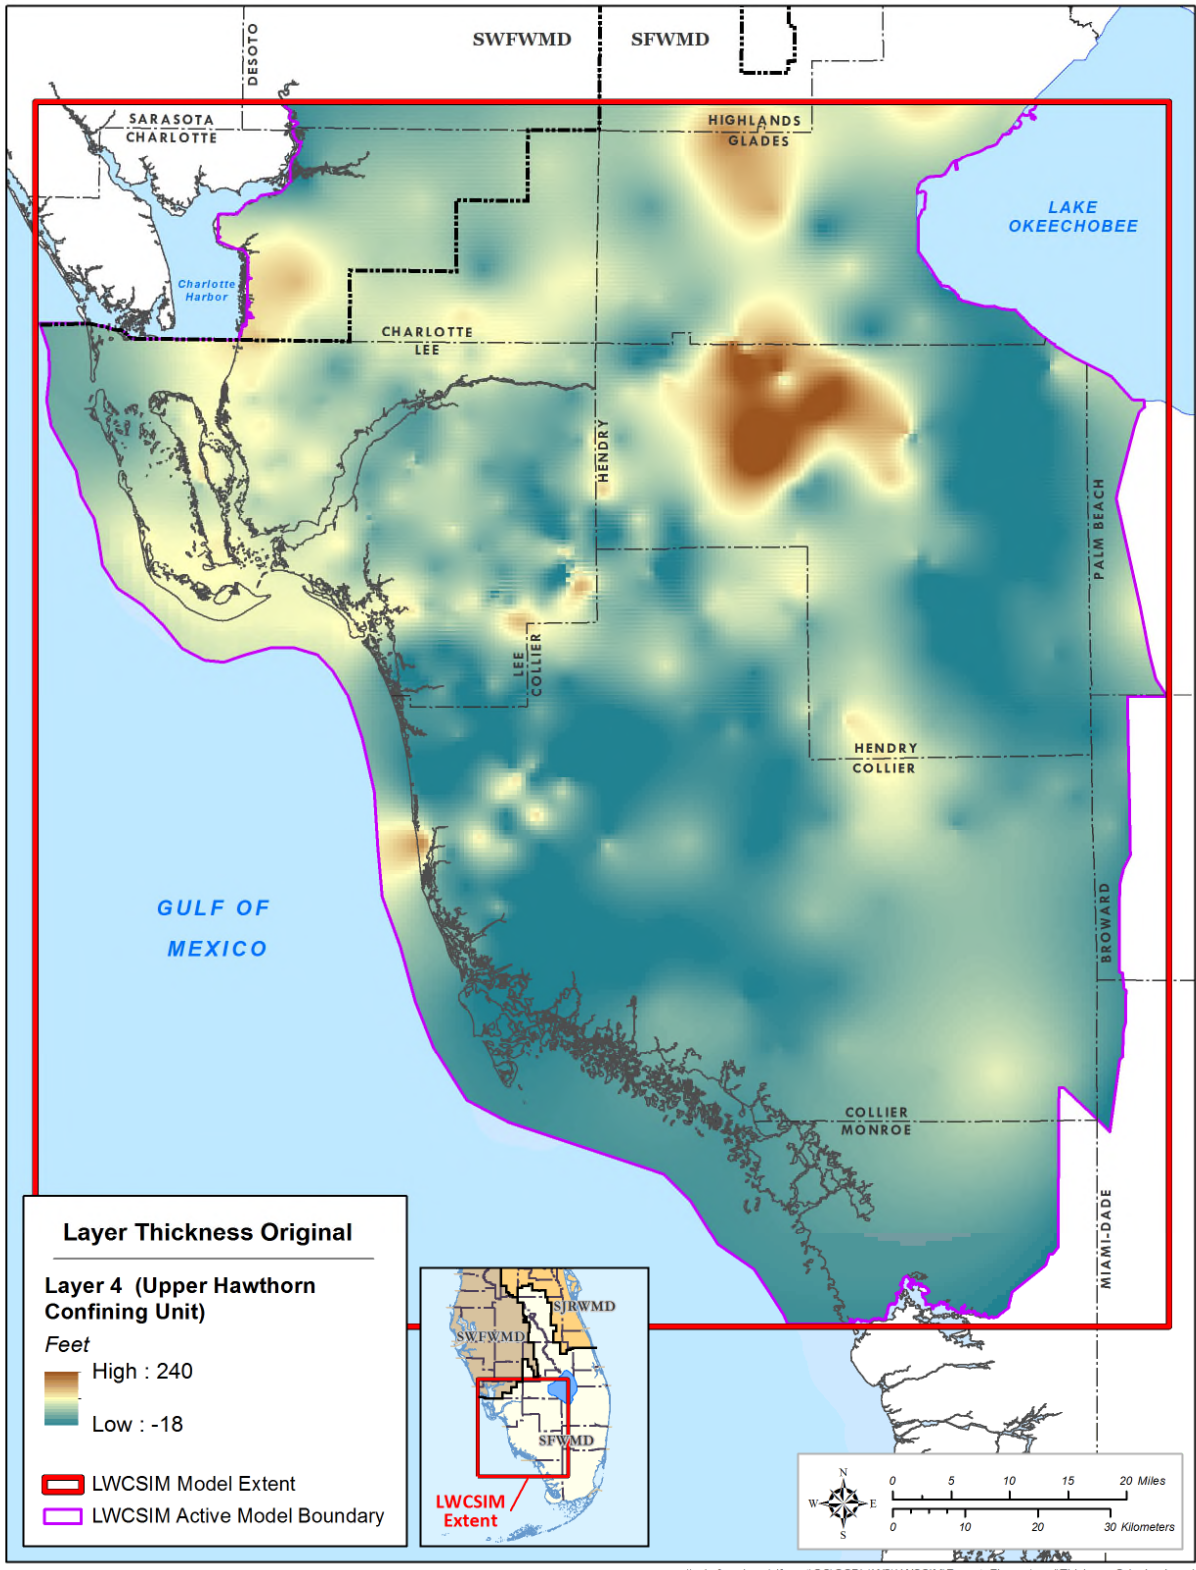 DESOTO
SWFWMD
SFWMD
SARASOTA
CHARLOTTE
HIGHLANDS
GLADES
LAKE
OKEECHOBEE
Charlotte
Harbor
CHARLOTTE
LEE
HENDRY
PALM BEACH
LEE
COLLIER
HENDRY
COLLIER
GULF OF
MEXICO
BROWARD
COLLIER
MONROE
MIAMI-DADE
Layer Thickness Original
Layer 4 (Upper Hawthorn
Confining Unit)
Feet
High : 240
Low : -18
LWCSIM Model Extent
LWCSIM Active Model Boundary
SJRWMD
SWFWMD
SFWMD
LWCSIM
Extent
N
W
E
S
0 5 10 15 20 Miles
0 10 20 30 Kilometers